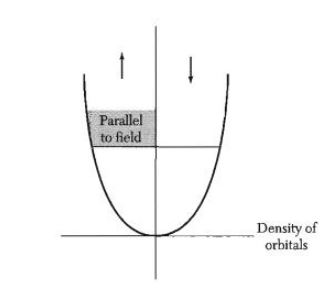 Parallel
to field
Density of
orbitals